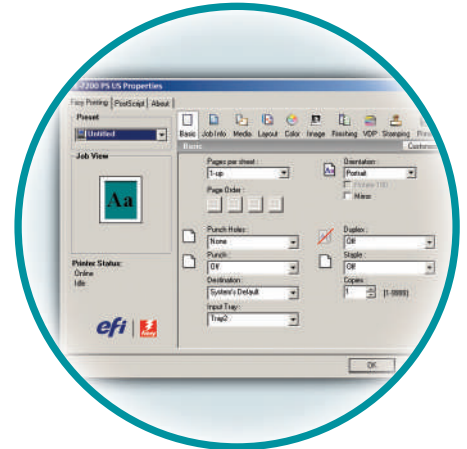 -7200 PS US Properties
Fiery Printing PostScript About
Preset
Untitled
Job View
Aa
Printer Status:
Online
Idle
efi
Basic Job Info Media Layout Color Image Finishing VDP Stamping
Basic
Pages per sheet :
1-up
Page Order :
Orientation :
Portrait
Rotate 180
Mirror
Punch Holes :
None
Duplex :
Off
Punch :
Off
Staple :
Off
Destination :
System's Default
Copies :
1 (1-9999)
Input Tray :
Tray2
OK